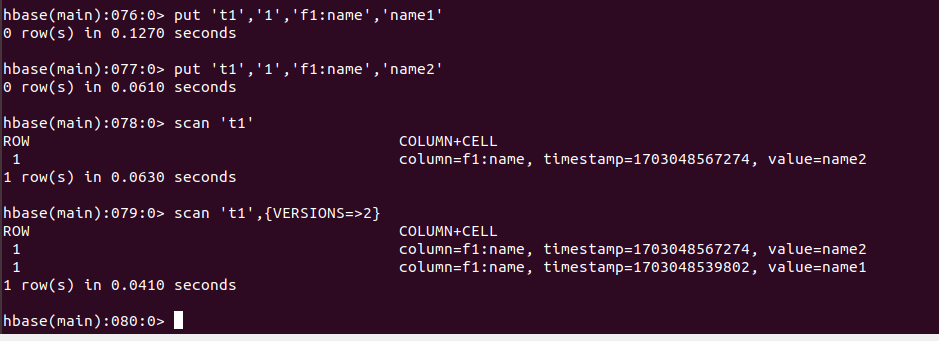 hbase(main):076:0> put 't1','1','f1:name','name1'
0 row(s) in 0.1270 seconds
hbase(main):077:0> put 't1','1','f1:name','name2'
0 row(s) in 0.0610 seconds
hbase(main):078:0> scan 't1'
ROW COLUMN+CELL
1 column=f1:name, timestamp=1703048567274, value=name2
1 row(s) in 0.0630 seconds
hbase(main):079:0> scan 't1',{VERSIONS=>2}
ROW COLUMN+CELL
1 column=f1:name, timestamp=1703048567274, value=name2
1 column=f1:name, timestamp=1703048539802, value=name1
1 row(s) in 0.0410 seconds
hbase(main):080:0>